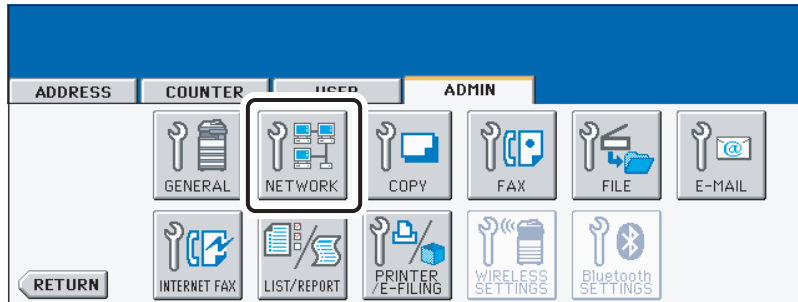 ADDRESS COUNTER USER ADMIN
GENERAL NETWORK COPY FAX FILE E-MAIL
@
INTERNET FAX LIST/REPORT PRINTER /E-FILING WIRELESS SETTINGS Bluetooth SETTINGS
RETURN